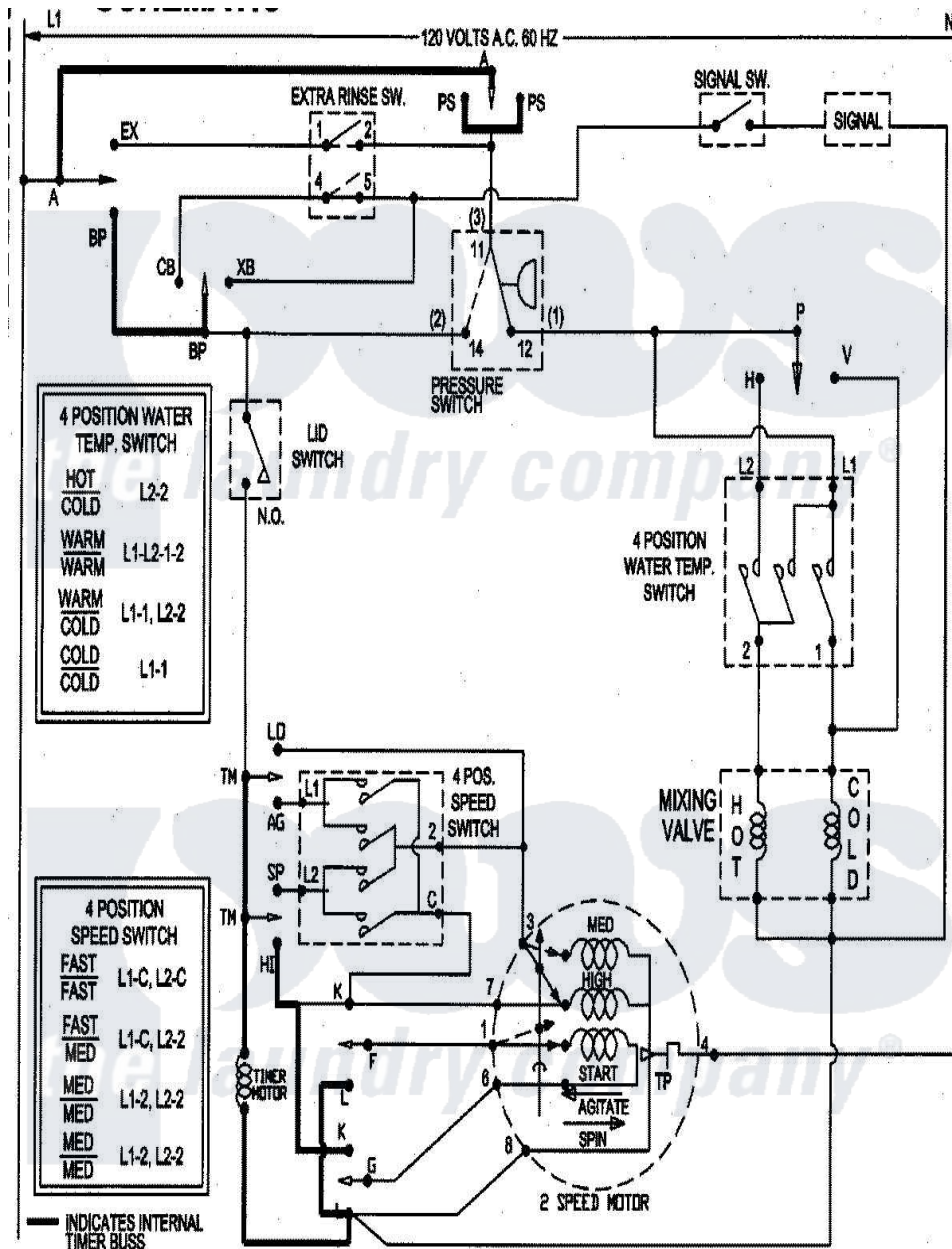 L1
120 VOLTS A.C. 60 HZ
N
A
EXTRA RINSE SW.
PS
PS
SIGNAL SW.
SIGNAL
EX
1
2
4
5
A
BP
CB
XB
(3)
11
(2)
14
12
(1)
P
BP
PRESSURE
SWITCH
H
V
4 POSITION WATER
TEMP. SWITCH
HOT
COLD
L2-2
WARM
WARM
L1-L2-1-2
WARM
COLD
L1-1, L2-2
COLD
COLD
L1-1
LID
SWITCH
N.O.
L2
L1
4 POSITION
WATER TEMP.
SWITCH
2
1
the laundry company®
LD
TM
AG
L1
4 POS.
SPEED
SWITCH
2
SP
L2
C
TM
HI
MIXING
VALVE
HOT
COLD
4 POSITION
SPEED SWITCH
FAST
FAST
L1-C, L2-C
FAST
MED
L1-C, L2-2
MED
MED
L1-2, L2-2
MED
MED
L1-2, L2-2
3
MED
HIGH
K
7
1
F
START
TP
4
TIMER
MOTOR
L
6
AGITATE
SPIN
K
8
G
L
2 SPEED MOTOR
the laundry company®
INDICATES INTERNAL
TIMER BUSS